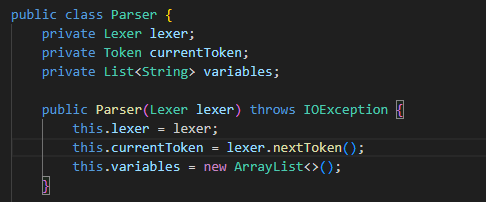 public class Parser {
    private Lexer lexer;
    private Token currentToken;
    private List<String> variables;

    public Parser(Lexer lexer) throws IOException {
        this.lexer = lexer;
        this.currentToken = lexer.nextToken();
        this.variables = new ArrayList<>();
    }